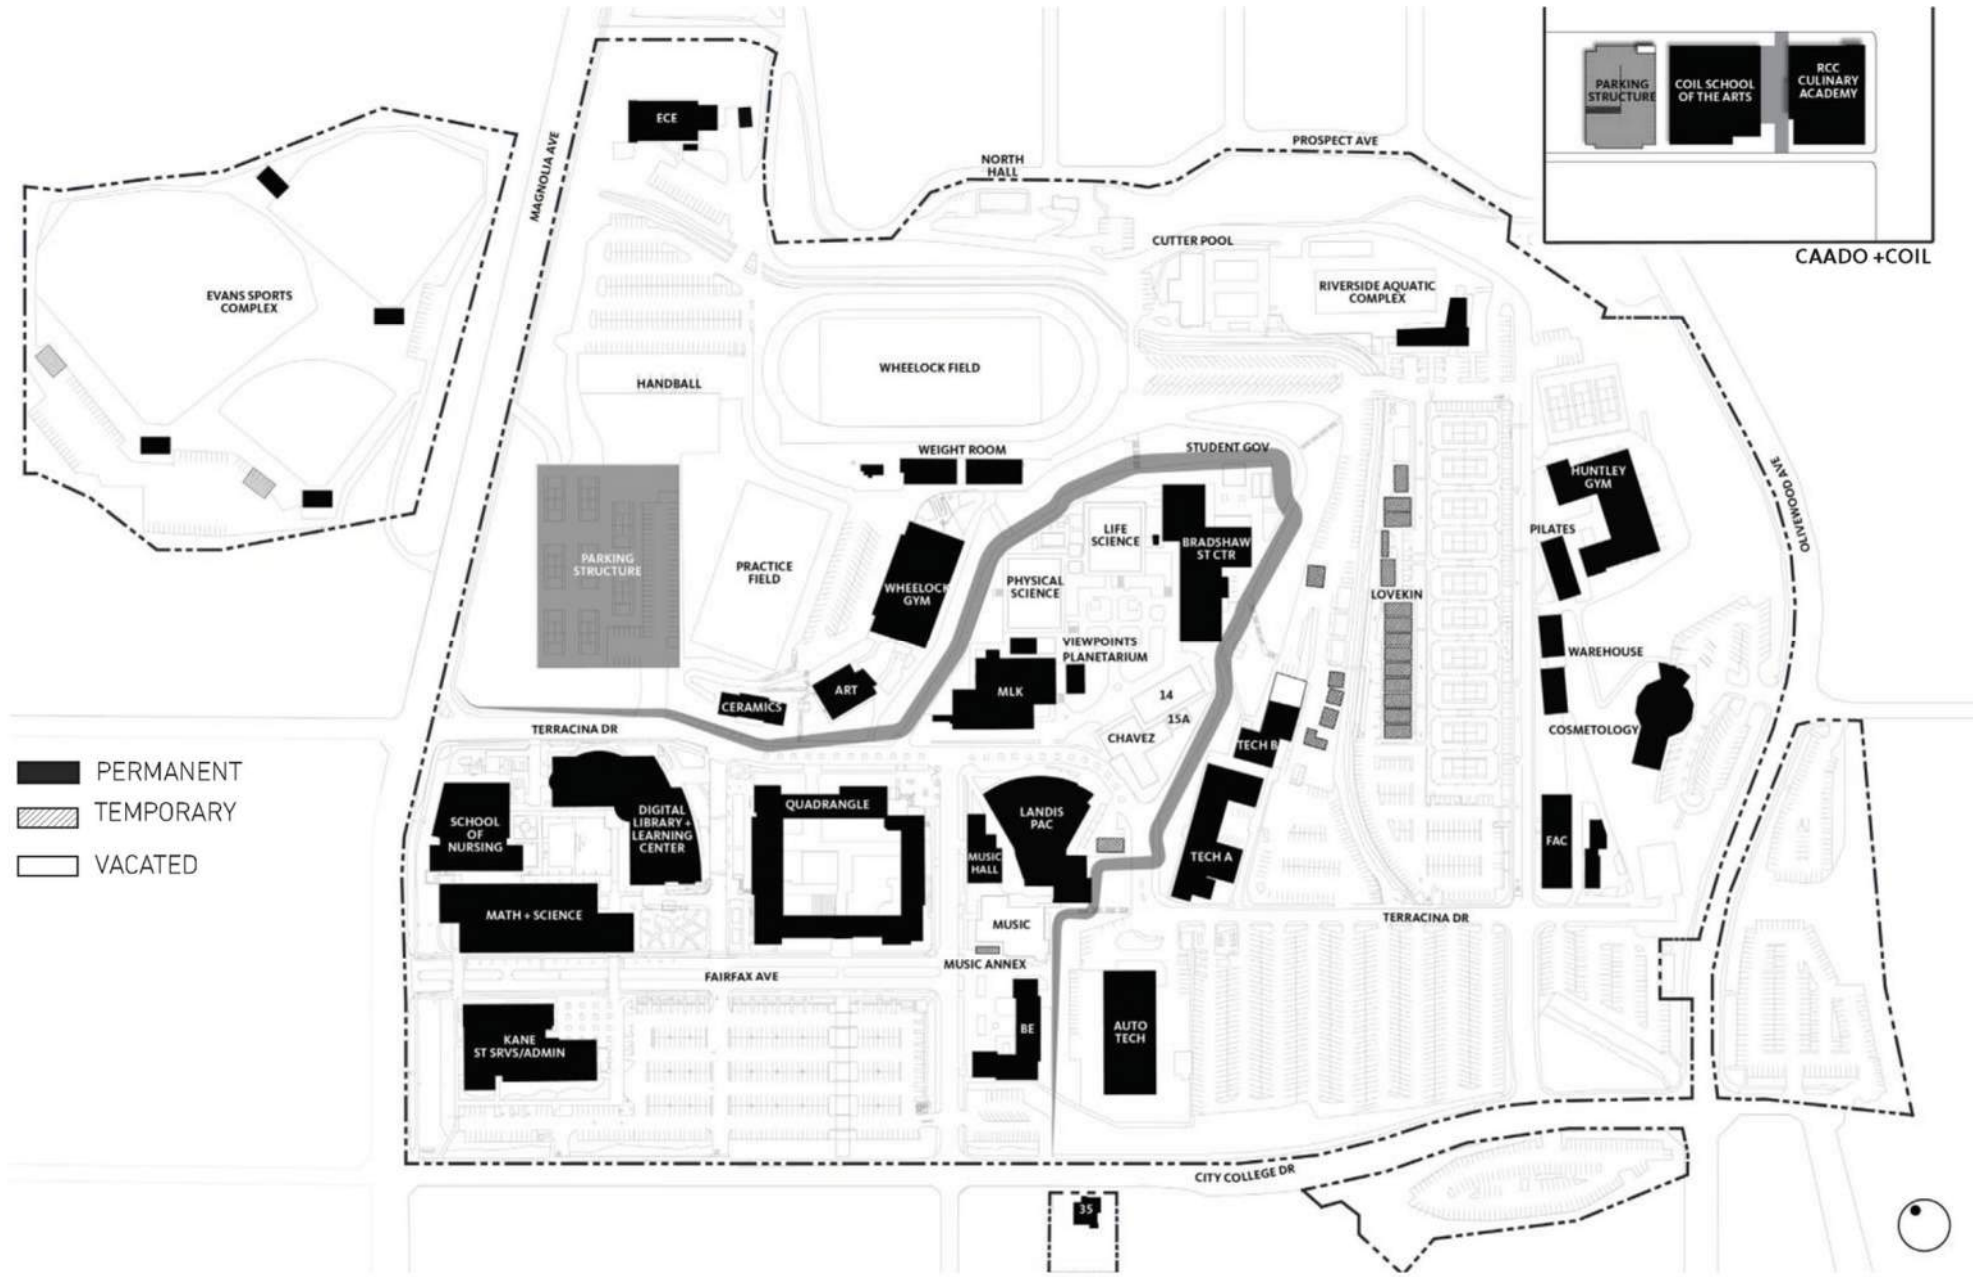 PARKING
STRUCTURE
COIL SCHOOL
OF THE ARTS
RCC
CULINARY
ACADEMY
CAADO +COIL
ECE
MAGNOLIA AVE
NORTH
HALL
PROSPECT AVE
CUTTER POOL
EVANS SPORTS
COMPLEX
RIVERSIDE AQUATIC
COMPLEX
WHEELOCK FIELD
HANDBALL
WEIGHT ROOM
STUDENT GOV
HUNTLEY
GYM
OLIVEWOOD AVE
PILATES
LIFE
SCIENCE
BRADSHAW
ST CTR
PARKING
STRUCTURE
PRACTICE
FIELD
WHEELOCK
GYM
PHYSICAL
SCIENCE
LOVEKIN
VIEWPOINTS
PLANETARIUM
WAREHOUSE
ART
MLK
CERAMICS
14
15A
CHAVEZ
TECH B
COSMETOLOGY
TERRACINA DR
PERMANENT
TEMPORARY
VACATED
SCHOOL
OF
NURSING
DIGITAL
LIBRARY +
LEARNING
CENTER
QUADRANGLE
LANDIS
PAC
MUSIC
HALL
TECH A
FAC
MATH + SCIENCE
MUSIC
TERRACINA DR
MUSIC ANNEX
FAIRFAX AVE
KANE
ST SRVS/ADMIN
BE
AUTO
TECH
CITY COLLEGE DR
35